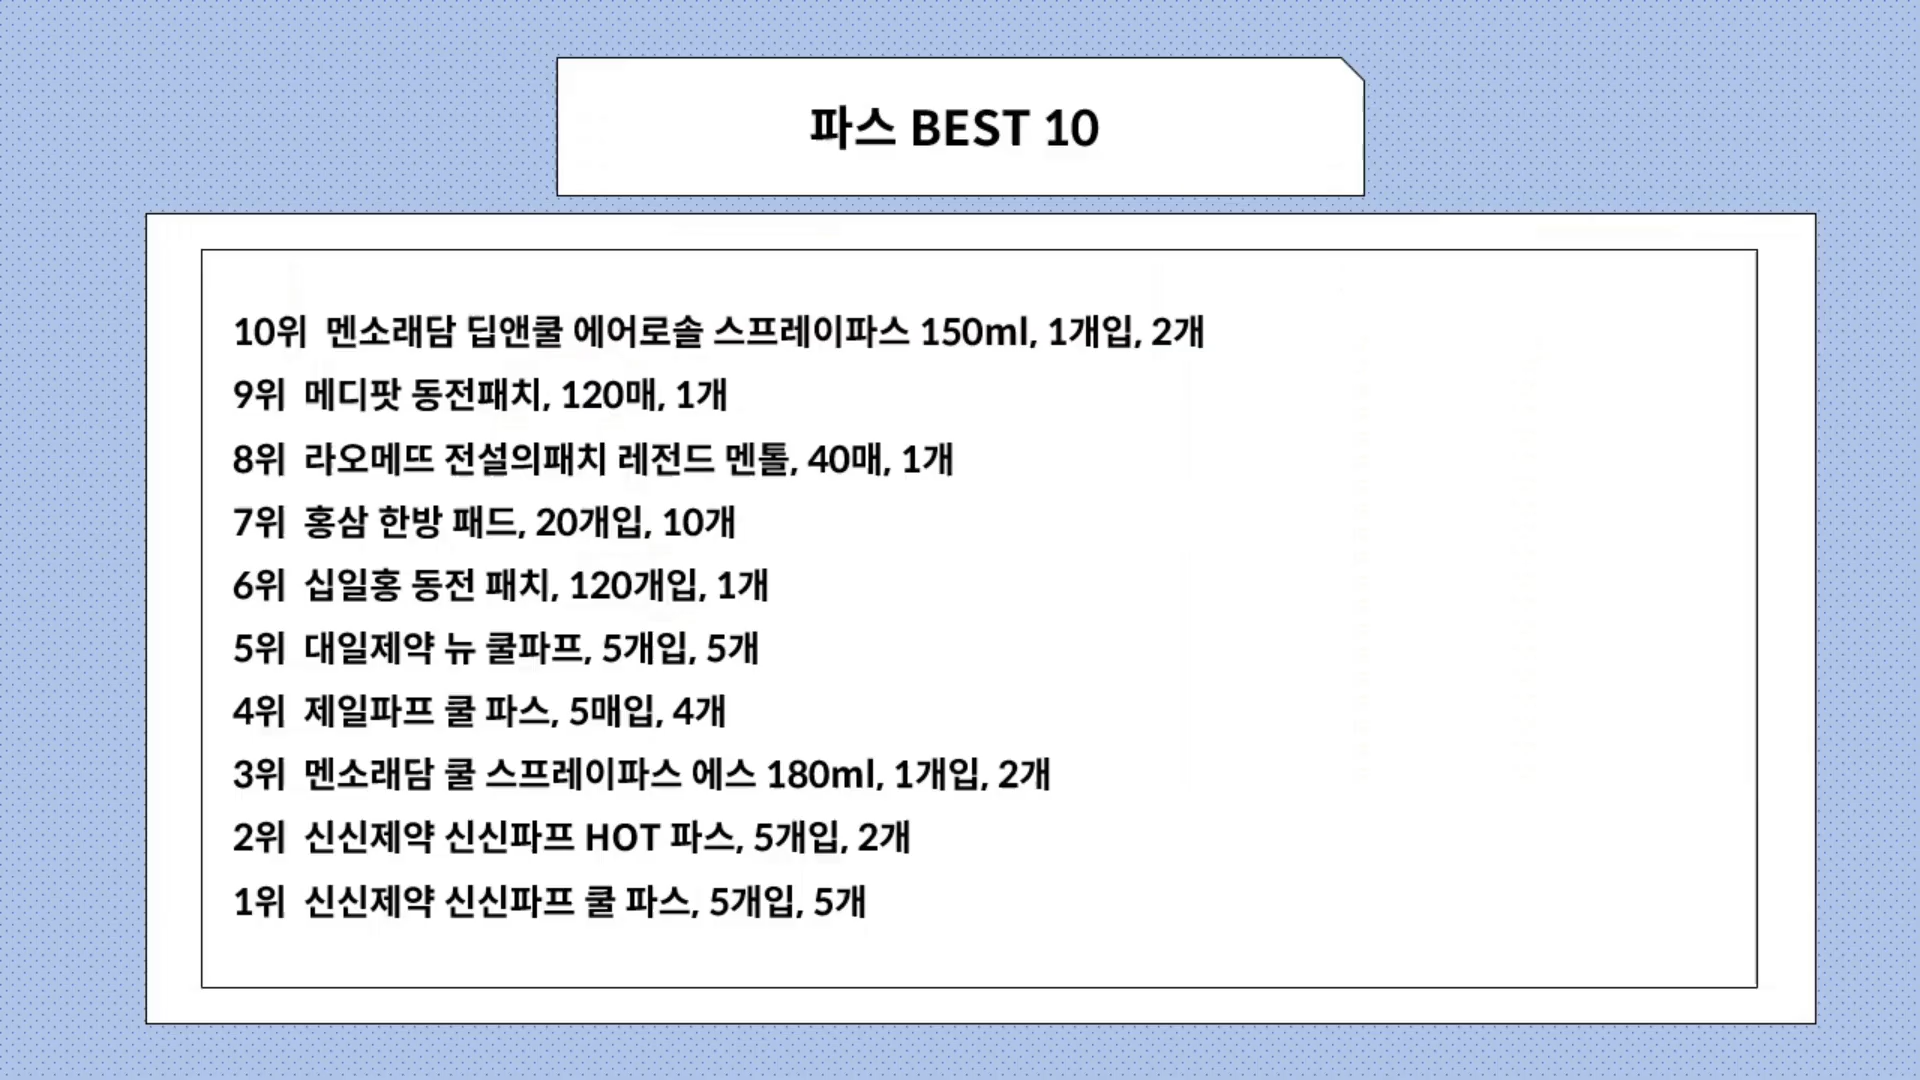 파스 BEST 10
10위 멘소래담 딥앤쿨 에어로솔 스프레이파스 150ml, 1개입, 2개
9위 메디팟 동전패치, 120매, 1개
8위 라오메뜨 전설의패치 레전드 멘톨, 40매, 1개
7위 홍삼 한방 패드, 20개입, 10개
6위 십일홍 동전 패치, 120개입, 1개
5위 대일제약 뉴 쿨파프, 5개입, 5개
4위 제일파프 쿨 파스, 5매입, 4개
3위 멘소래담 쿨 스프레이파스 에스 180ml, 1개입, 2개
2위 신신제약 신신파프 HOT 파스, 5개입, 2개
1위 신신제약 신신파프 쿨 파스, 5개입, 5개